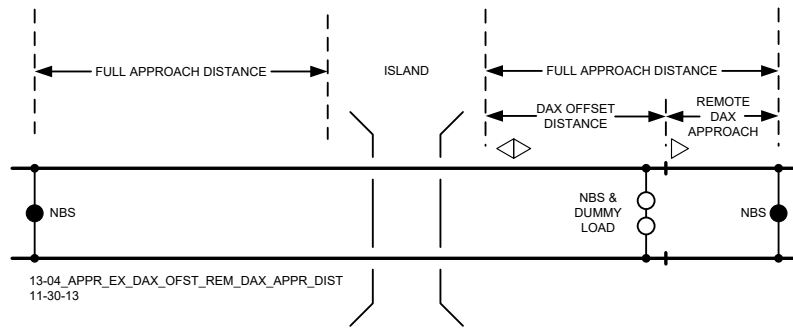 FULL APPROACH DISTANCE
ISLAND
FULL APPROACH DISTANCE
DAX OFFSET
DISTANCE
REMOTE
DAX
APPROACH
NBS
NBS &
DUMMY
LOAD
NBS
13-04_APPR_EX_DAX_OFST_REM_DAX_APPR_DIST
11-30-13